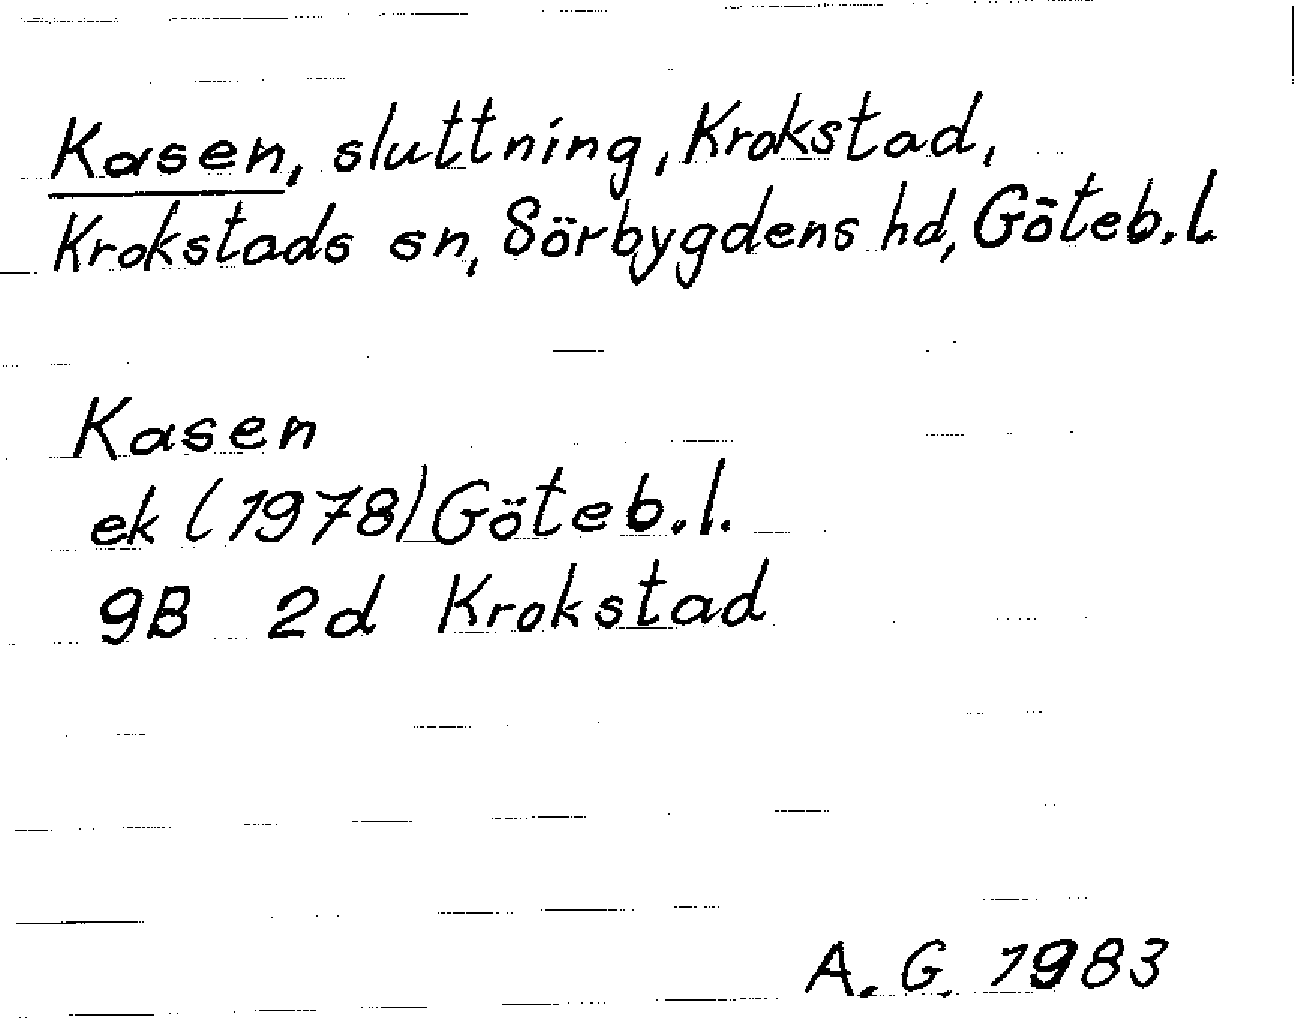 Kasen, sluttning, Krokstad,
Krokstads sn, Sörbygdens hd, Göteb.l.
Kasen
ek (1978) Göteb.l.
9B 2d Krokstad
A. G. 1983